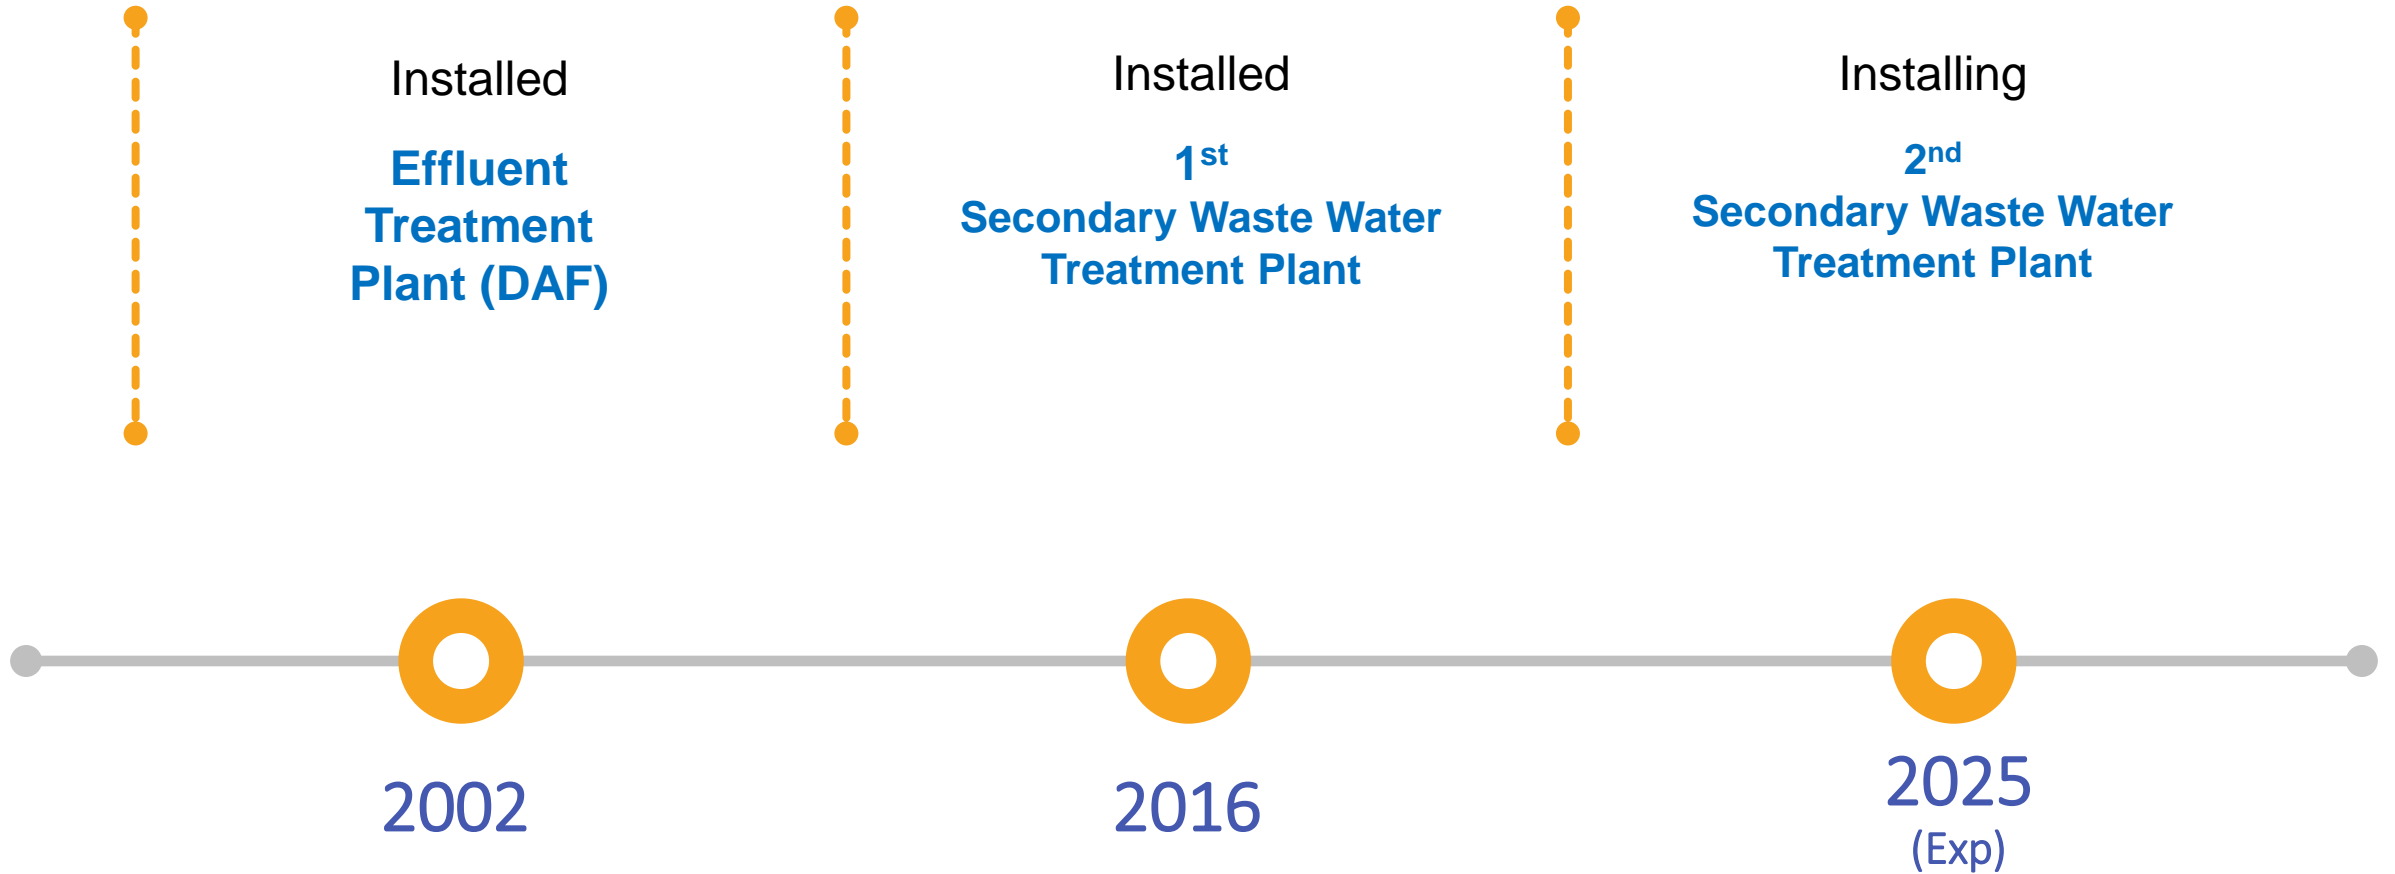 Installed
Effluent
Treatment
Plant (DAF)
Installed
1st
Secondary Waste Water
Treatment Plant
Installing
2nd
Secondary Waste Water
Treatment Plant
2002
2016
2025
(Exp)